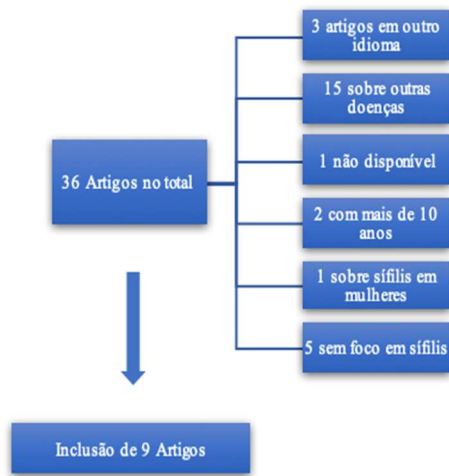 3 artigos em outro
idioma
15 sobre outras
doenças
1 não disponível
36 Artigos no total
2 com mais de 10
anos
1 sobre sífilis em
mulheres
5 sem foco em sífilis
Inclusão de 9 Artigos